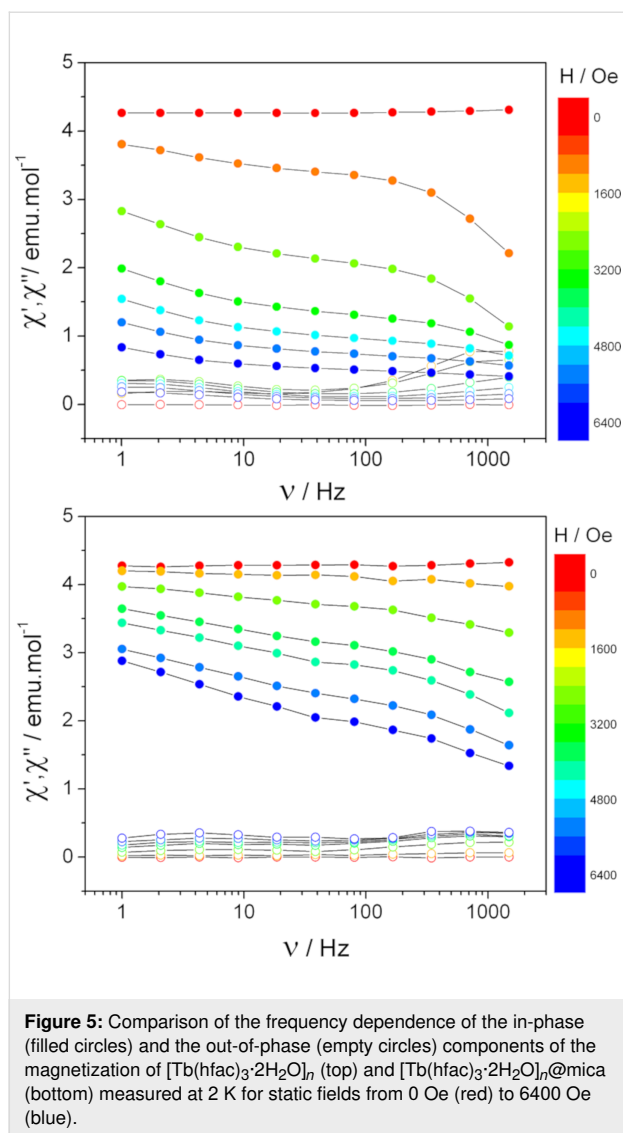 5
4
3
2
1
0
χ',χ''/ emu.mol⁻¹
1 10 100 1000
ν / Hz
H / Oe
0
1600
3200
4800
6400
5
4
3
2
1
0
χ',χ'' / emu.mol⁻¹
1 10 100 1000
ν / Hz
H / Oe
0
1600
3200
4800
6400
Figure 5: Comparison of the frequency dependence of the in-phase
(filled circles) and the out-of-phase (empty circles) components of the
magnetization of [Tb(hfac)₃·2H₂O]ₙ (top) and [Tb(hfac)₃·2H₂O]ₙ@mica
(bottom) measured at 2 K for static fields from 0 Oe (red) to 6400 Oe
(blue).